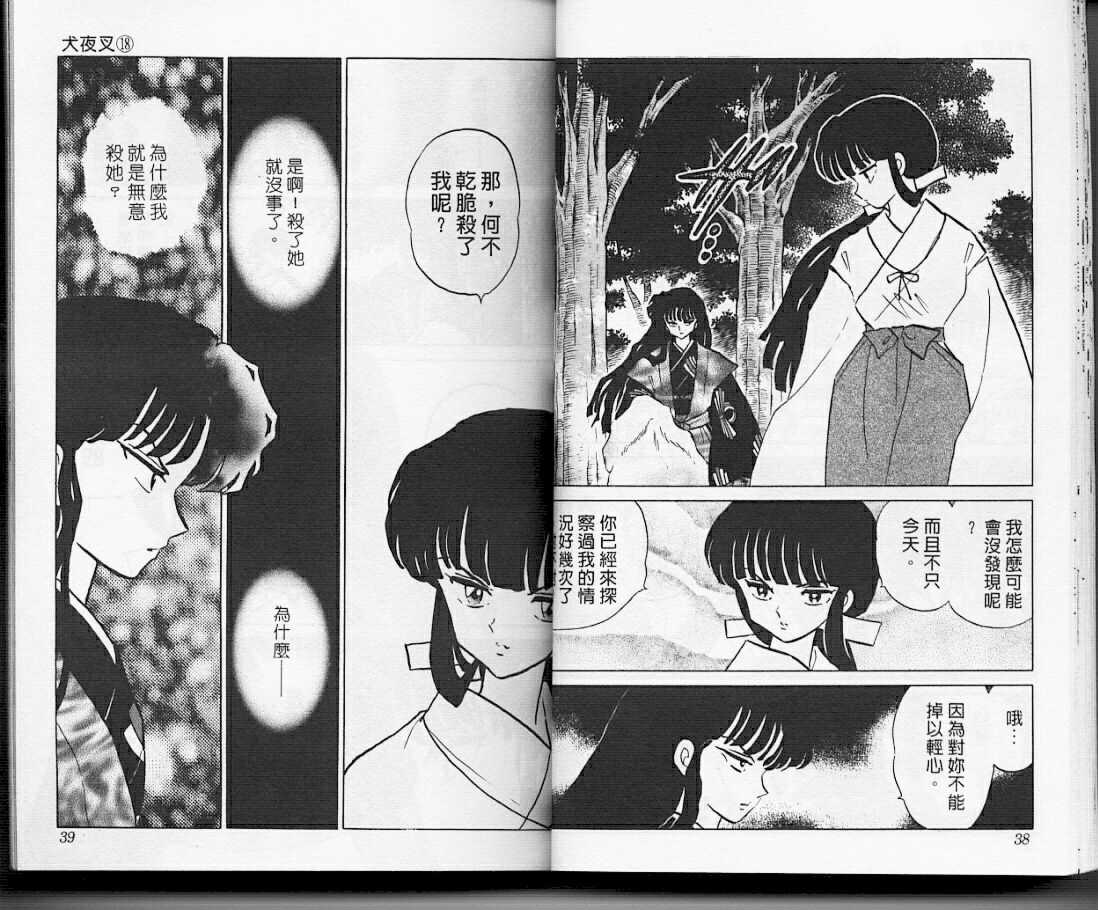 犬夜叉⑱
我怎麼可能
會沒發現呢
？
而且不只
今天。
你已經來探
察過我的情
況好幾次了
哦⋯
因為對妳不能
掉以輕心。
38
那，何不
乾脆殺了
我呢？
是啊！殺了她
就沒事了。
為什麼——
為什麼我
就是無意
殺她？
39